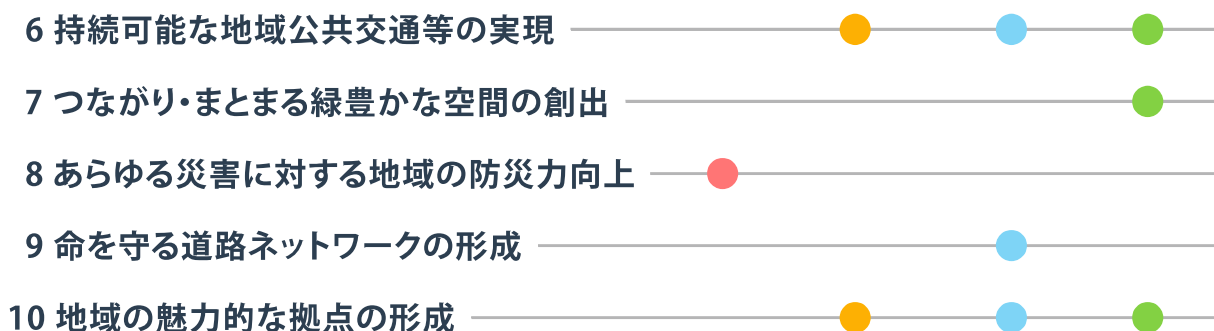 6 持続可能な地域公共交通等の実現
7 つながり・まとまる緑豊かな空間の創出
8 あらゆる災害に対する地域の防災力向上
9 命を守る道路ネットワークの形成
10 地域の魅力的な拠点の形成